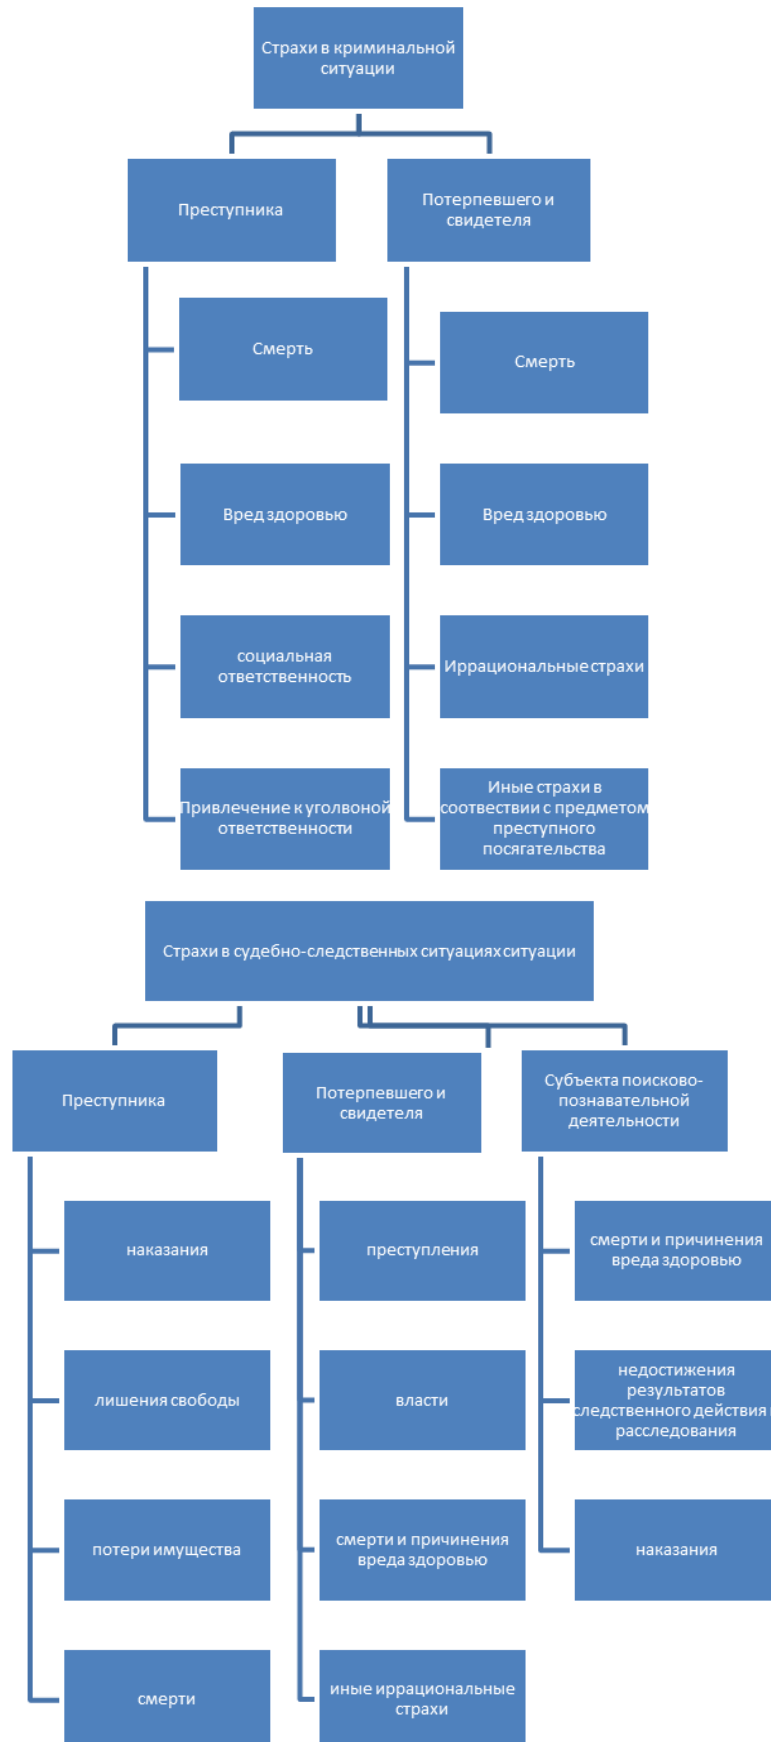 Страхи в криминальной
ситуации
Преступника
Потерпевшего и
свидетеля
Смерть
Смерть
Вред здоровью
Вред здоровью
социальная
ответственность
Иррациональные страхи
Привлечение к уголвоной
ответственности
Иные страхи в
соотвествии с предметом
преступного
посягательства
Страхи в судебно-следственных ситуациях ситуации
Преступника
Потерпевшего и
свидетеля
Субъекта поисково-
познавательной
деятельности
наказания
преступления
смерти и причинения
вреда здоровью
лишения свободы
власти
недостижения
результатов
следственного действия и
расследования
потери имущества
смерти и причинения
вреда здоровью
наказания
смерти
иные иррациональные
страхи